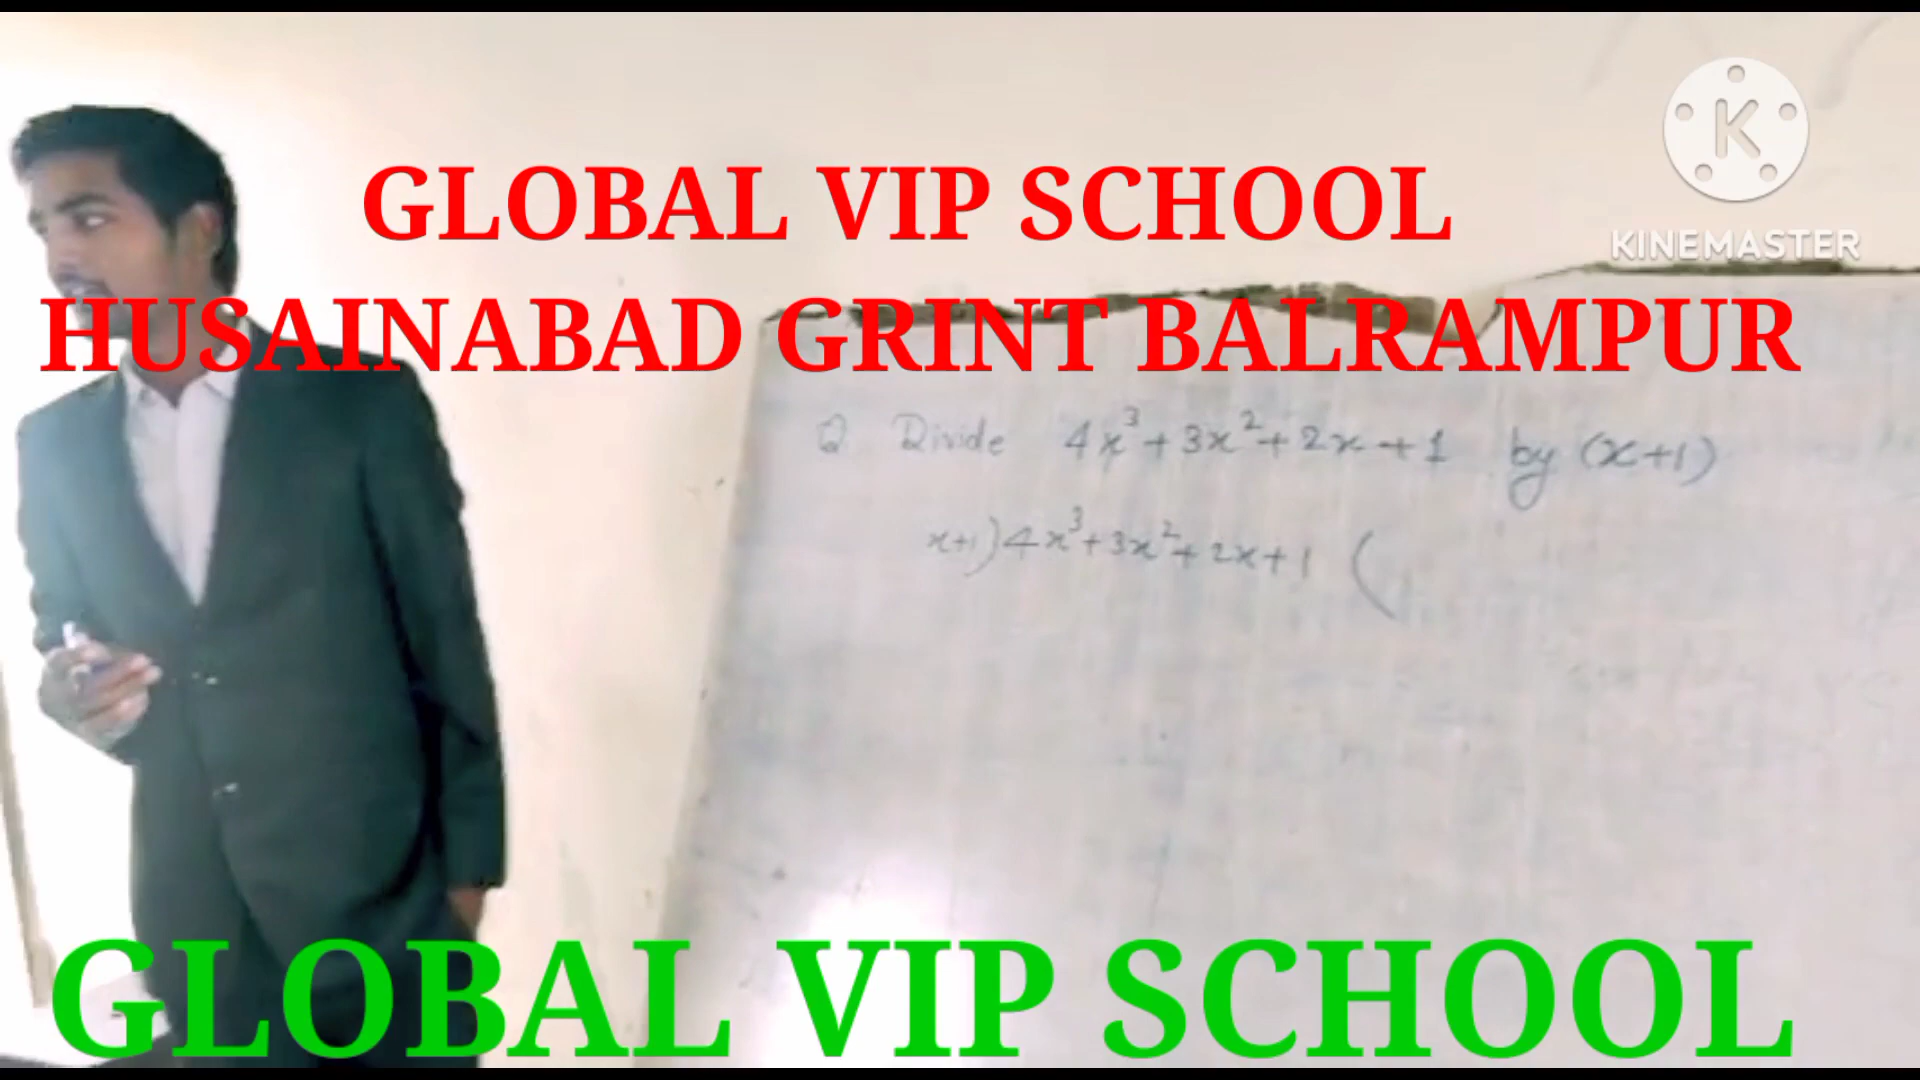 K
KINEMASTER
GLOBAL VIP SCHOOL
HUSAINABAD GRINT BALRAMPUR
Q. Divide 4x³+3x²+2x+1 by (x+1)
x+1)4x³+3x²+2x+1(
GLOBAL VIP SCHOOL